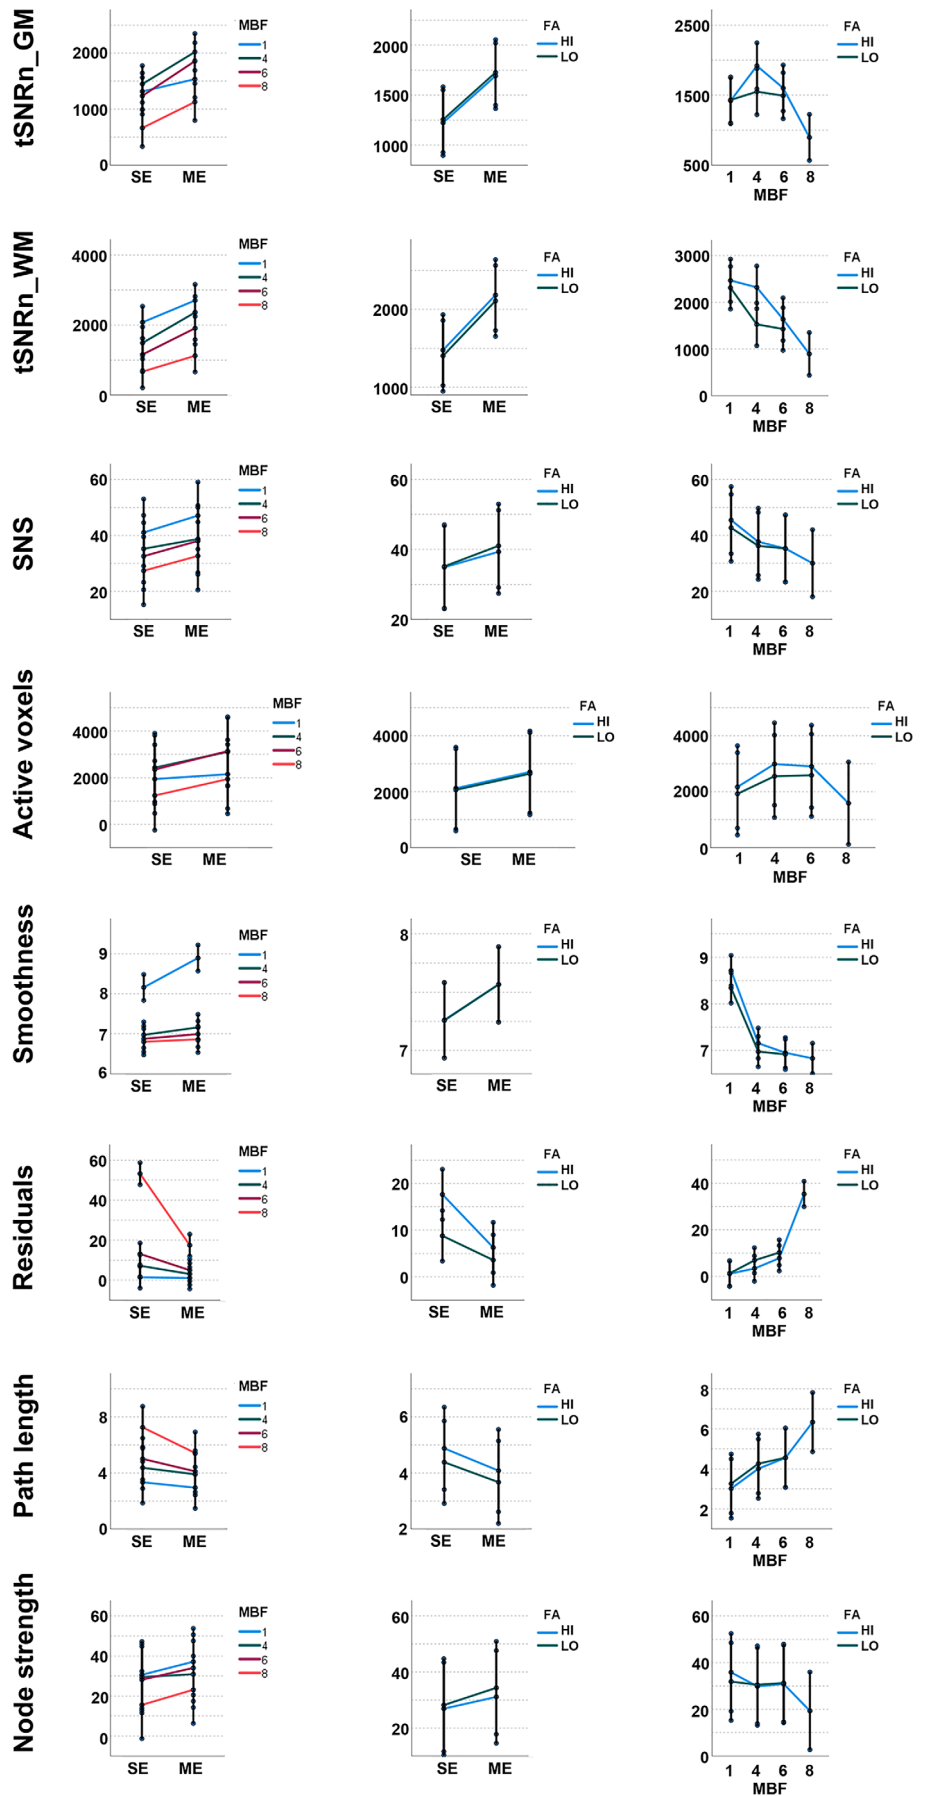 tSNRn_GM
2000
1000
0
SE ME
MBF
1
4
6
8
2000
1500
1000
SE ME
FA
HI
LO
2500
1500
500
1 4 6 8
MBF
FA
HI
LO
tSNRn_WM
4000
2000
0
SE ME
MBF
1
4
6
8
2000
1000
SE ME
FA
HI
LO
3000
2000
1000
0
1 4 6 8
MBF
FA
HI
LO
SNS
60
40
20
SE ME
MBF
1
4
6
8
60
40
20
SE ME
FA
HI
LO
60
40
20
1 4 6 8
MBF
FA
HI
LO
Active voxels
4000
2000
0
SE ME
MBF
1
4
6
8
4000
2000
0
SE ME
FA
HI
LO
4000
2000
0
1 4 6 8
MBF
FA
HI
LO
Smoothness
9
8
7
6
SE ME
MBF
1
4
6
8
8
7
SE ME
FA
HI
LO
9
8
7
1 4 6 8
MBF
FA
HI
LO
Residuals
60
40
20
0
SE ME
MBF
1
4
6
8
20
10
0
SE ME
FA
HI
LO
40
20
0
1 4 6 8
MBF
FA
HI
LO
Path length
8
4
0
SE ME
MBF
1
4
6
8
6
4
2
SE ME
FA
HI
LO
8
6
4
2
1 4 6 8
MBF
FA
HI
LO
Node strength
60
40
20
0
SE ME
MBF
1
4
6
8
60
40
20
SE ME
FA
HI
LO
60
40
20
0
1 4 6 8
MBF
FA
HI
LO